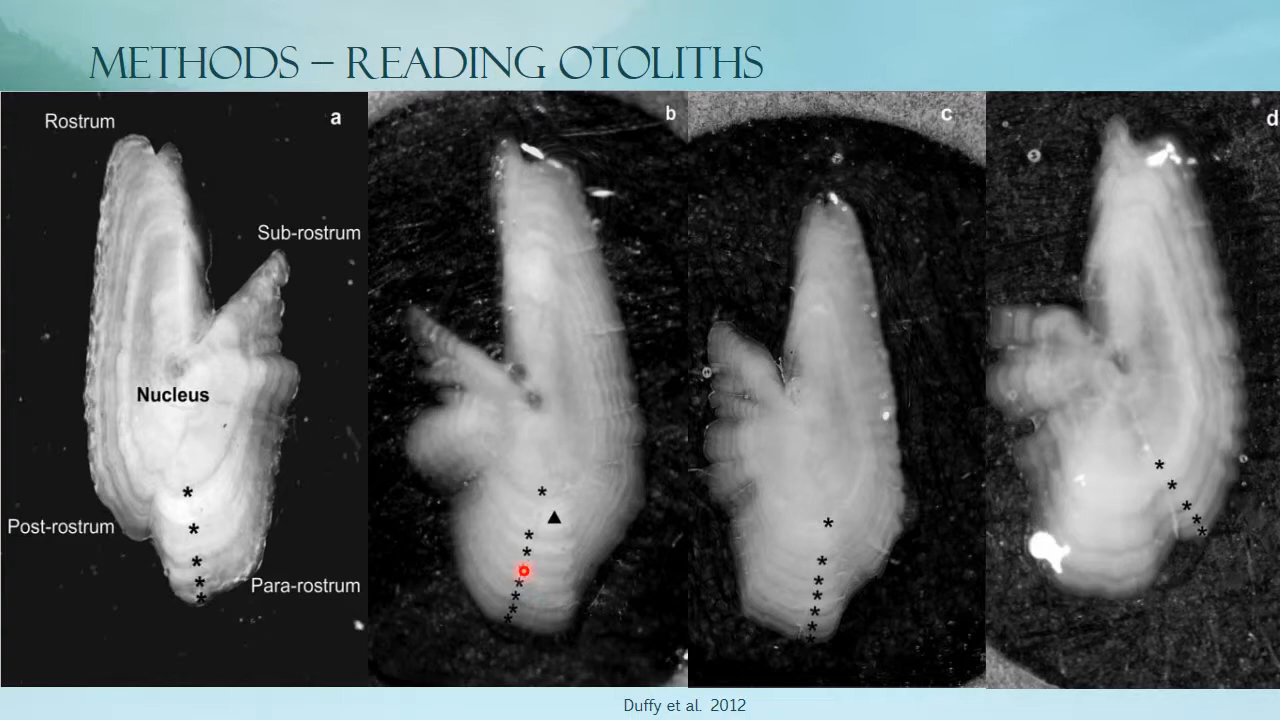 METHODS – READING OTOLITHS
a
b
c
d
Rostrum
Sub-rostrum
Nucleus
Post-rostrum
Para-rostrum
Duffy et al. 2012